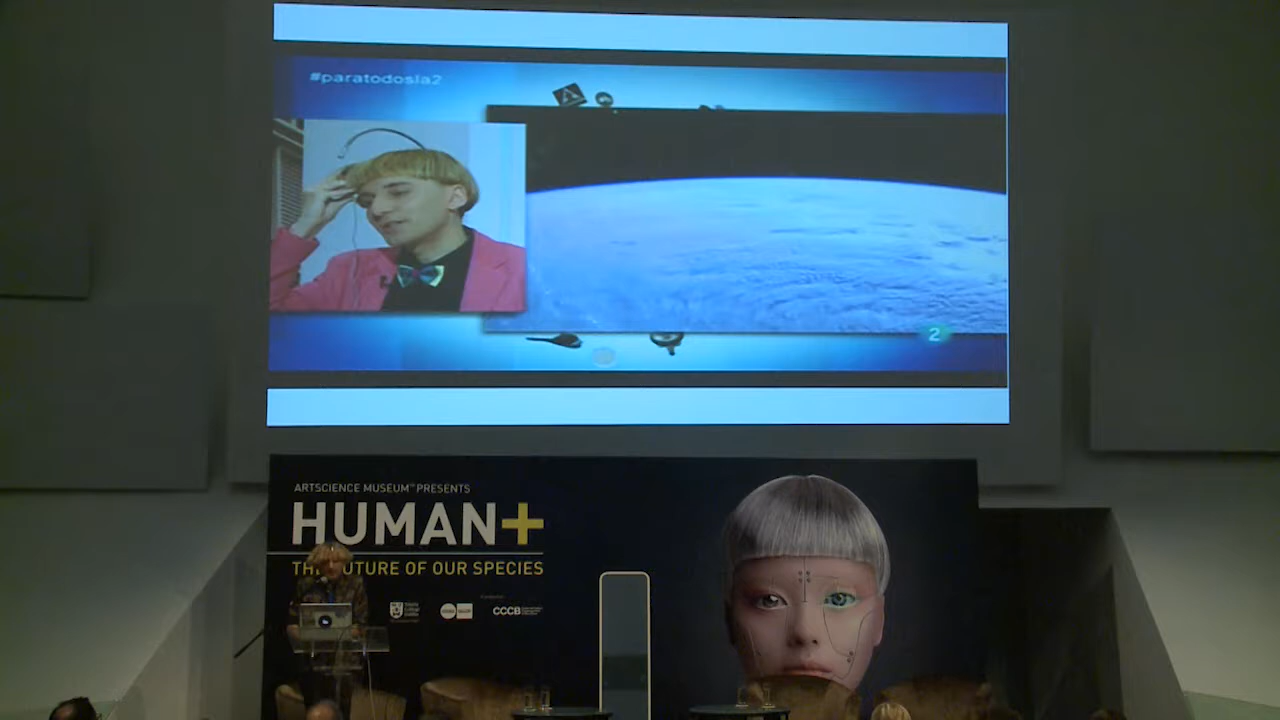 #paratodosla2
2
ARTSCIENCE MUSEUM™ PRESENTS
HUMAN+
THE FUTURE OF OUR SPECIES
CCCB